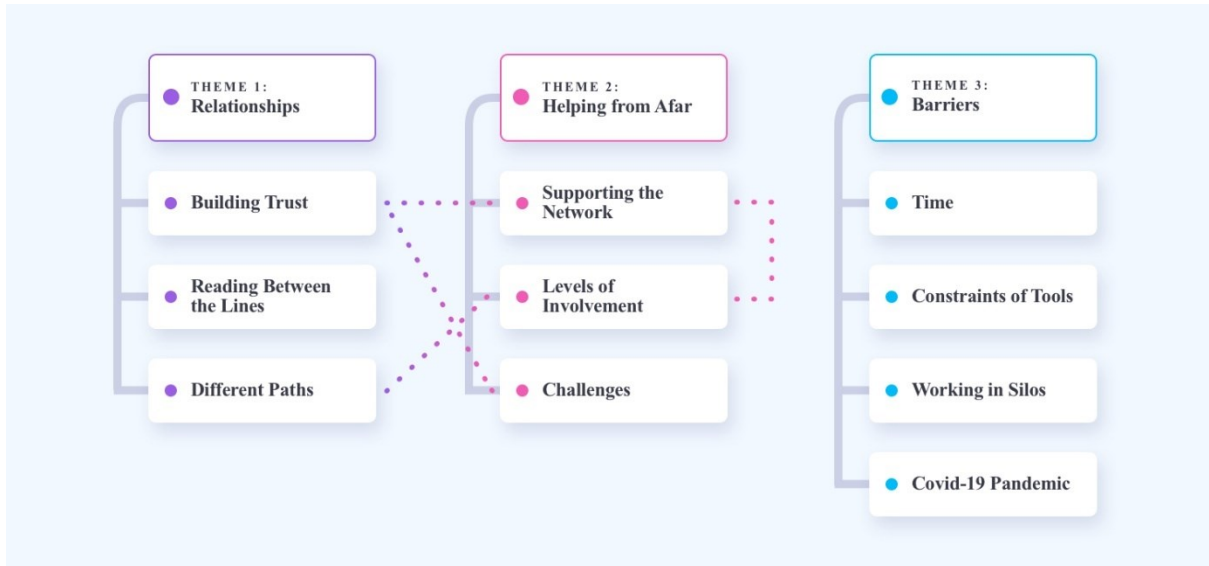 THEME 1:
Relationships
Building Trust
Reading Between
the Lines
Different Paths
THEME 2:
Helping from Afar
Supporting the
Network
Levels of
Involvement
Challenges
THEME 3:
Barriers
Time
Constraints of Tools
Working in Silos
Covid-19 Pandemic